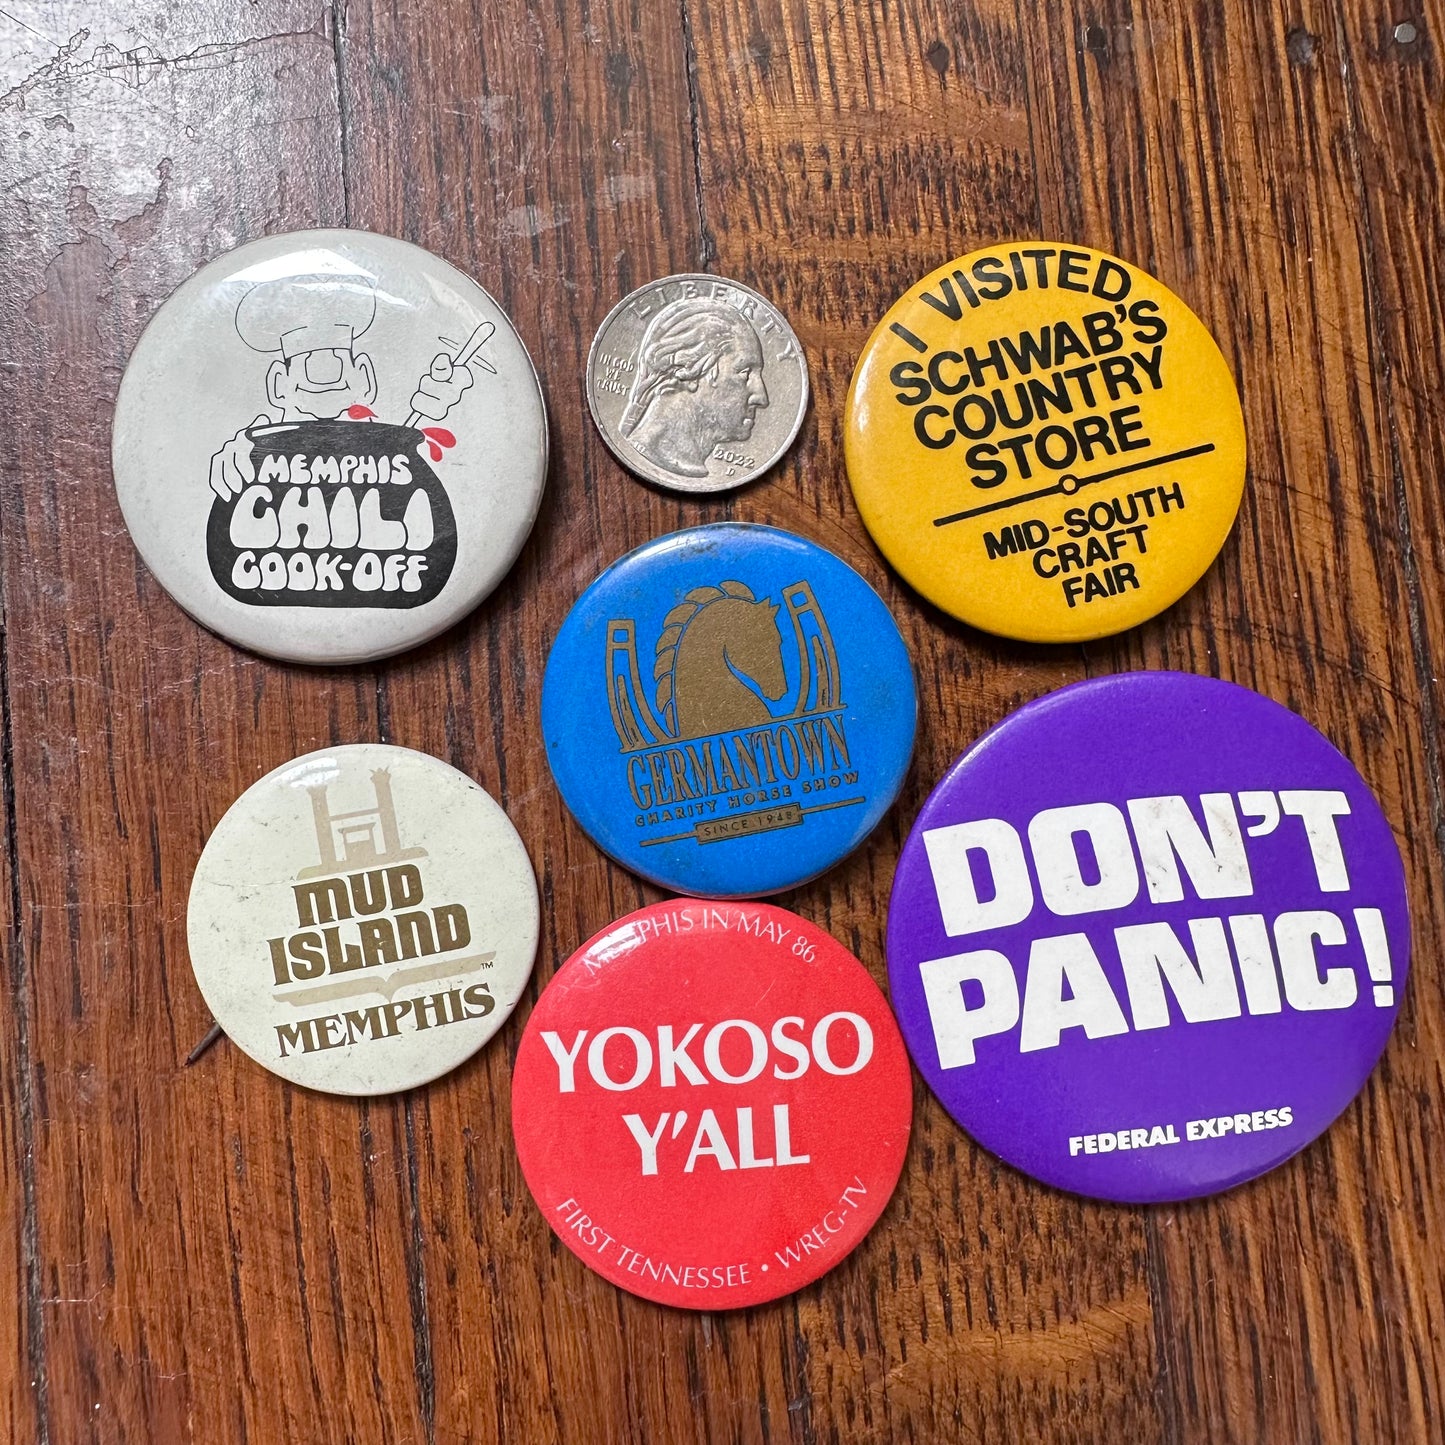 MEMPHIS
CHILI
COOK-OFF
LIBERTY
IN GOD
WE
TRUST
2022
D
I VISITED
SCHWAB'S
COUNTRY
STORE
MID-SOUTH
CRAFT
FAIR
GERMANTOWN
CHARITY HORSE SHOW
SINCE 1948
MUD
ISLAND
TM
MEMPHIS
MEMPHIS IN MAY 86
YOKOSO
Y'ALL
FIRST TENNESSEE • WREG-TV
DON'T
PANIC!
FEDERAL EXPRESS